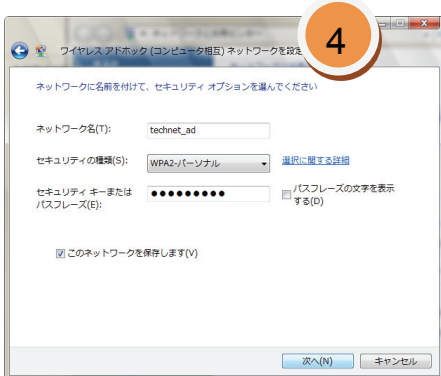 4
ワイヤレス アドホック (コンピュータ相互) ネットワークを設定
ネットワークに名前を付けて、セキュリティ オプションを選んでください
ネットワーク名(T): technet_ad
セキュリティの種類(S): WPA2-パーソナル 選択に関する詳細
セキュリティ キーまたは
パスフレーズ(E): ●●●●●●●●●
パスフレーズの文字を表示
する(D)
このネットワークを保存します(V)
次へ(N) キャンセル